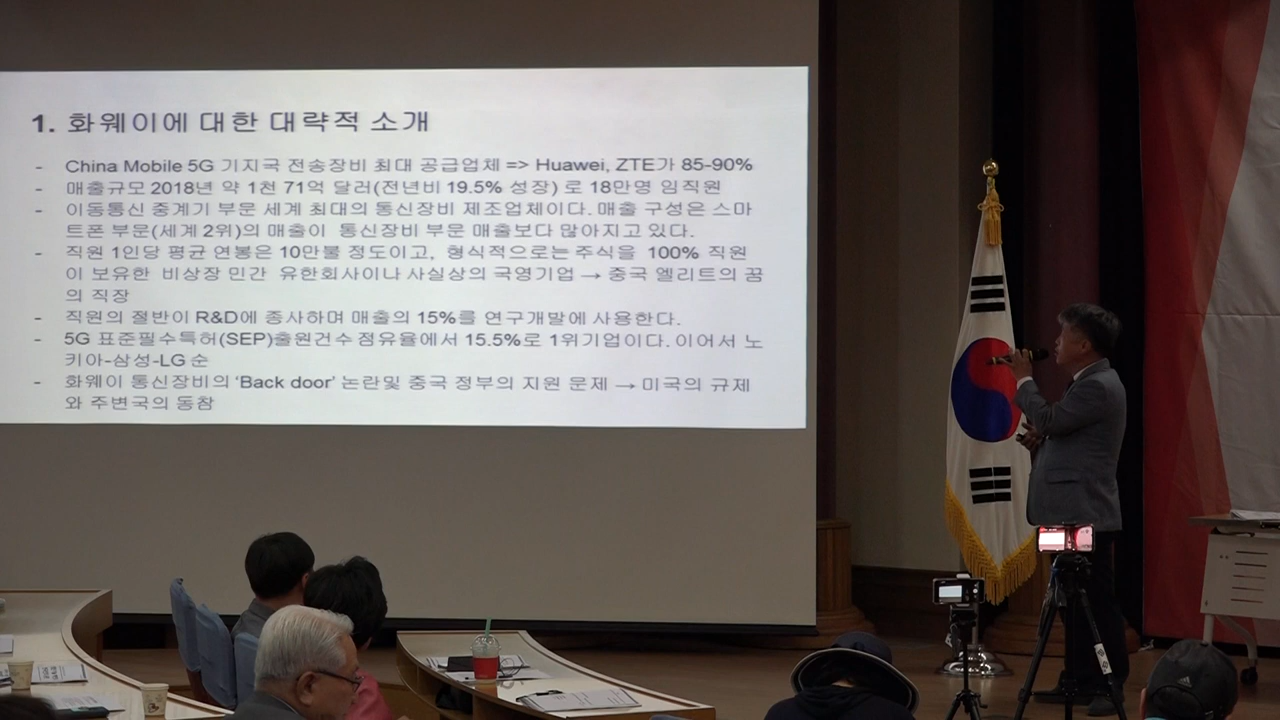 1. 화웨이에 대한 대략적 소개
- China Mobile 5G 기지국 전송장비 최대 공급업체 => Huawei, ZTE가 85-90%
- 매출규모 2018년 약 1천 71억 달러(전년비 19.5% 성장) 로 18만명 임직원
- 이동통신 중계기 부문 세계 최대의 통신장비 제조업체이다. 매출 구성은 스마
트폰 부문(세계 2위)의 매출이 통신장비 부문 매출보다 많아지고 있다.
- 직원 1인당 평균 연봉은 10만불 정도이고, 형식적으로는 주식을 100% 직원
이 보유한 비상장 민간 유한회사이나 사실상의 국영기업 → 중국 엘리트의 꿈
의 직장
- 직원의 절반이 R&D에 종사하며 매출의 15%를 연구개발에 사용한다.
- 5G 표준필수특허(SEP)출원건수 점유율에서 15.5%로 1위기업이다. 이어서 노
키아-삼성-LG 순
- 화웨이 통신장비의 ‘Back door’ 논란및 중국 정부의 지원 문제 → 미국의 규제
와 주변국의 동참